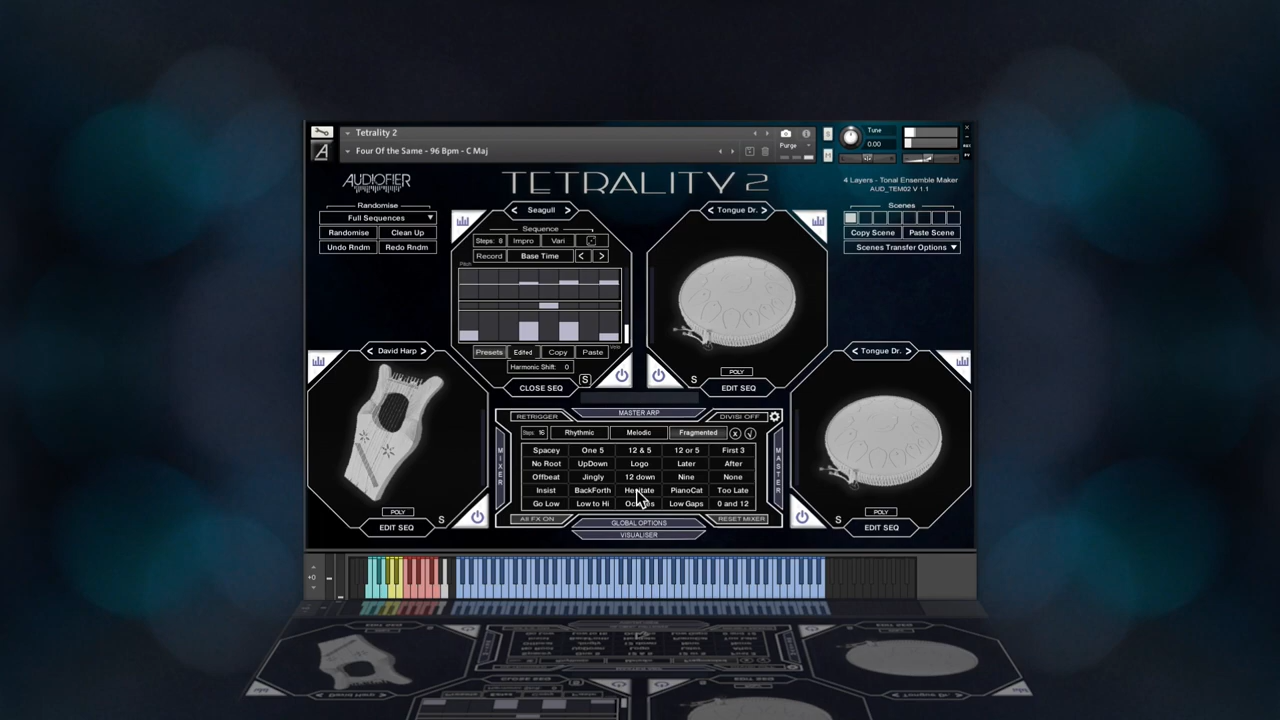 Tetrality 2
Four Of the Same - 96 Bpm - C Maj
Purge
S
M
Tune
0.00
AUDIOFIER
TETRALITY 2
4 Layers - Tonal Ensemble Maker
AUD_TEM02 V 1.1
Randomise
Full Sequences
Randomise
Clean Up
Undo Rndm
Redo Rndm
Scenes
Copy Scene
Paste Scene
Scenes Transfer Options
Seagull
Sequence
Steps: 8
Impro
Vari
Record
Base Time
Pitch
Presets
Edited
Copy
Paste
Harmonic Shift: 0
S
CLOSE SEQ
Tongue Dr.
POLY
S
EDIT SEQ
David Harp
S
EDIT SEQ
Tongue Dr.
POLY
S
EDIT SEQ
RETRIGGER
MASTER ARP
DIVISI OFF
MIXER
MASTER
Steps 16
Rhythmic
Melodic
Fragmented
Spacey One 5 12 & 5 12 or 5 First 3
No Root UpDown Logo Later After
Offbeat Jingly 12 down Nine None
Insist BackForth PianoCat Too Late
Go Low Low to Hi Low Gaps 0 and 12
All FX ON
GLOBAL OPTIONS
RESET MIXER
VISUALISER
+0